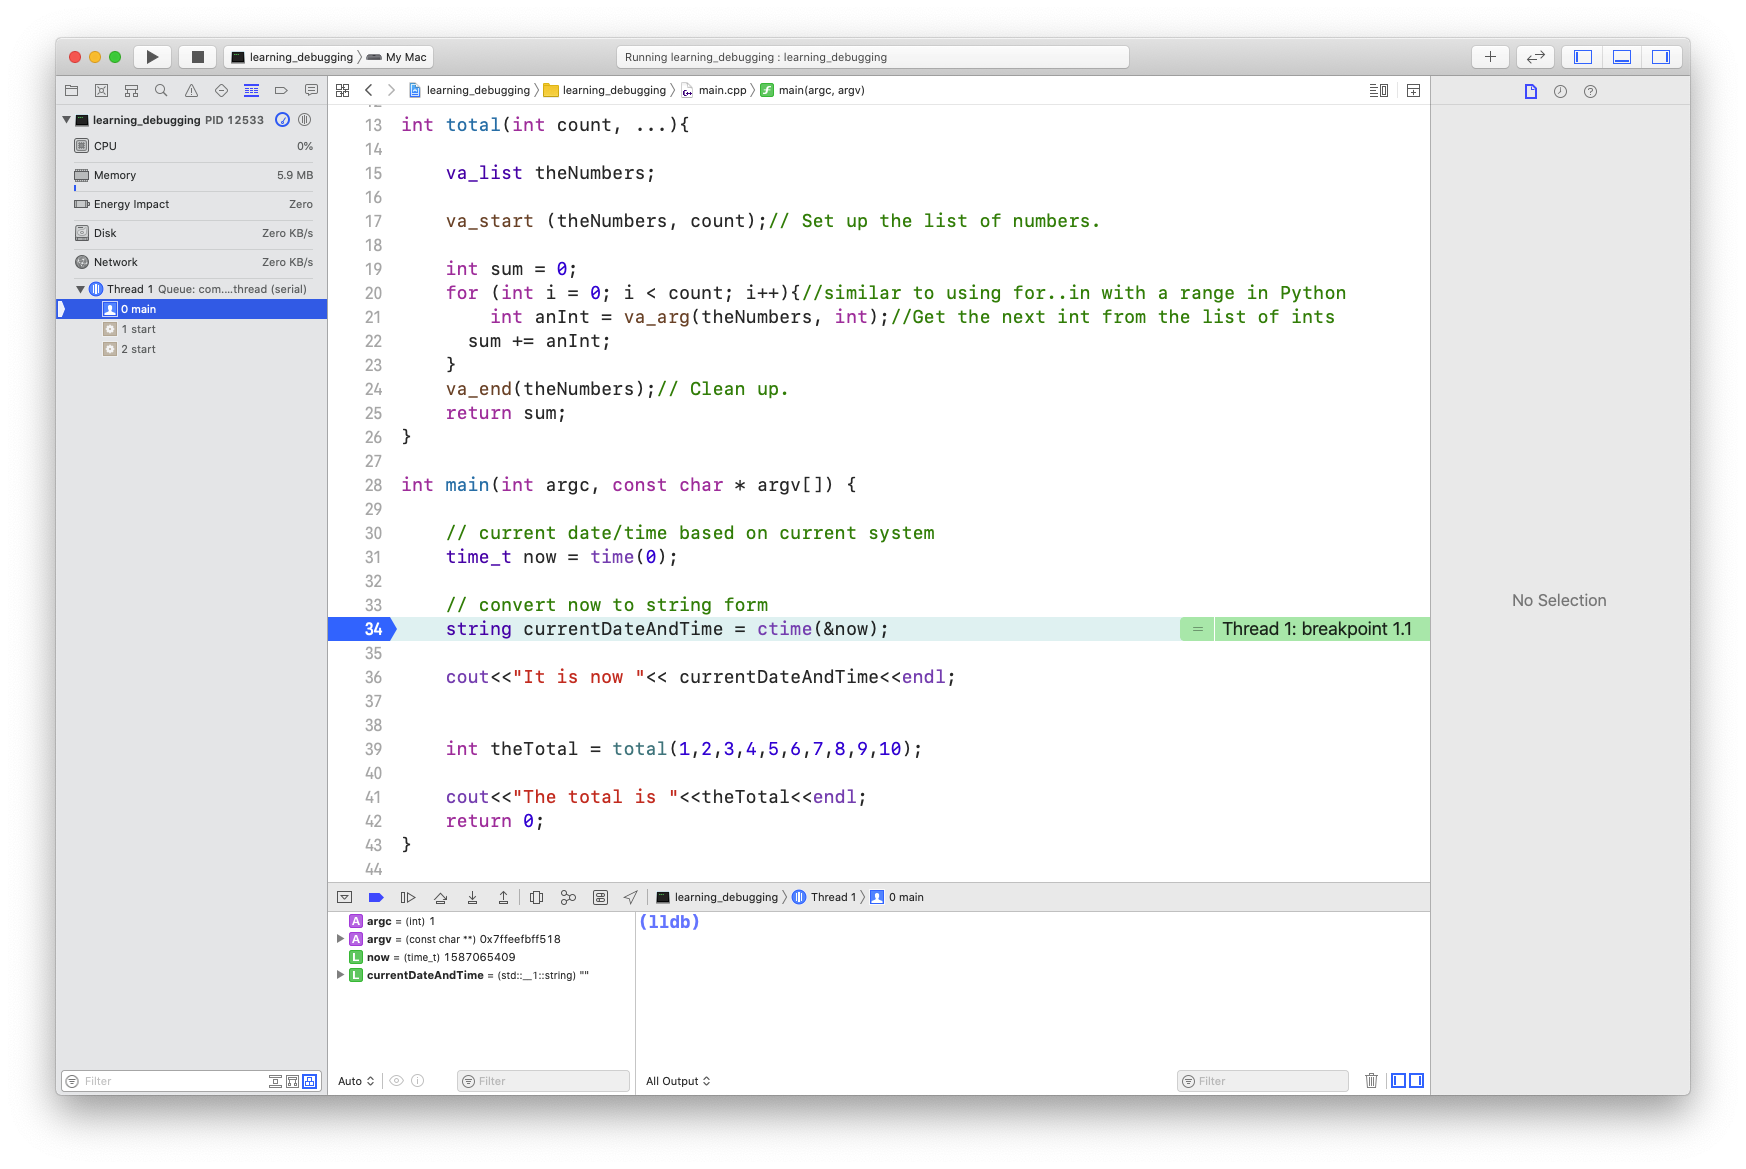 learning_debugging 〉 My Mac
Running learning_debugging : learning_debugging
learning_debugging PID 12533
CPU 0%
Memory 5.9 MB
Energy Impact Zero
Disk Zero KB/s
Network Zero KB/s
Thread 1 Queue: com....thread (serial)
0 main
1 start
2 start
Filter
learning_debugging 〉 learning_debugging 〉 main.cpp 〉 main(argc, argv)
13 int total(int count, ...){
14
15 va_list theNumbers;
16
17 va_start (theNumbers, count);// Set up the list of numbers.
18
19 int sum = 0;
20 for (int i = 0; i < count; i++){//similar to using for..in with a range in Python
21 int anInt = va_arg(theNumbers, int);//Get the next int from the list of ints
22 sum += anInt;
23 }
24 va_end(theNumbers);// Clean up.
25 return sum;
26 }
27
28 int main(int argc, const char * argv[]) {
29
30 // current date/time based on current system
31 time_t now = time(0);
32
33 // convert now to string form
34 string currentDateAndTime = ctime(&now); = Thread 1: breakpoint 1.1
35
36 cout<<"It is now "<< currentDateAndTime<<endl;
37
38
39 int theTotal = total(1,2,3,4,5,6,7,8,9,10);
40
41 cout<<"The total is "<<theTotal<<endl;
42 return 0;
43 }
44
learning_debugging 〉 Thread 1 〉 0 main
A argc = (int) 1
A argv = (const char **) 0x7ffeefbff518
L now = (time_t) 1587065409
L currentDateAndTime = (std::__1::string) ""
Auto
Filter
(lldb)
All Output
Filter
No Selection